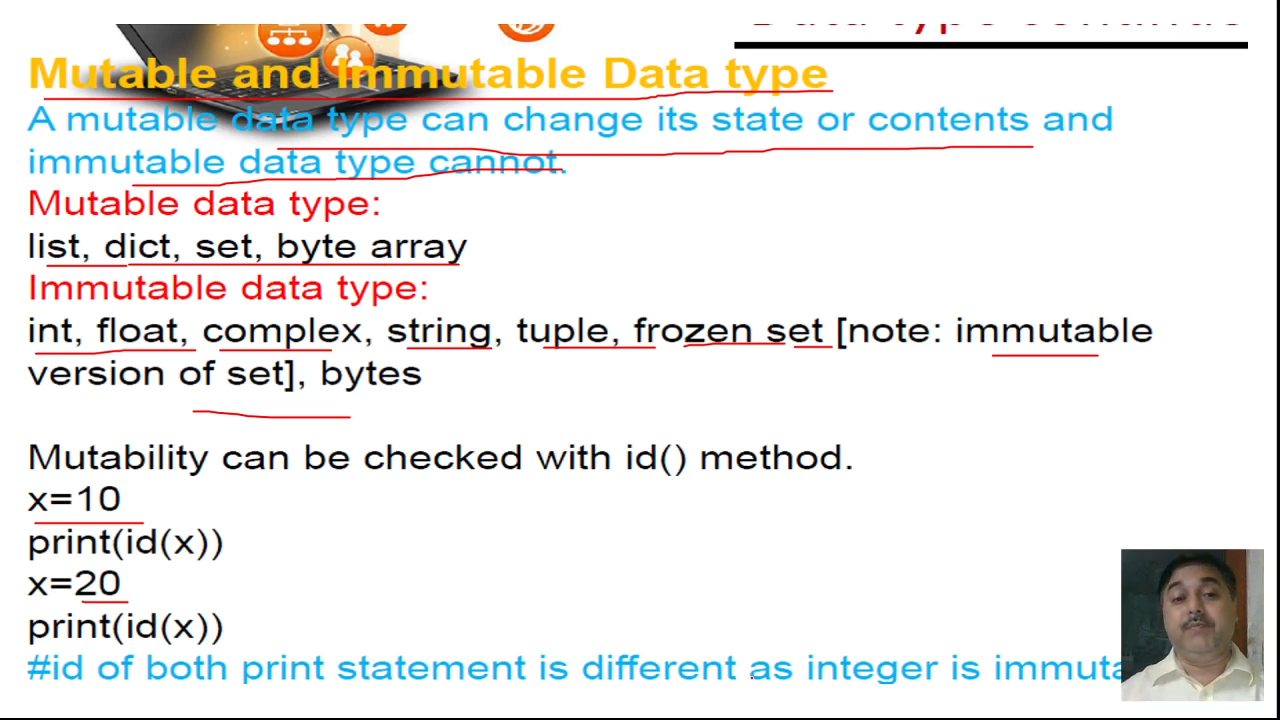 Data type continue
Mutable and Immutable Data type
A mutable data type can change its state or contents and
immutable data type cannot.
Mutable data type:
list, dict, set, byte array
Immutable data type:
int, float, complex, string, tuple, frozen set [note: immutable
version of set], bytes
Mutability can be checked with id() method.
x=10
print(id(x))
x=20
print(id(x))
#id of both print statement is different as integer is